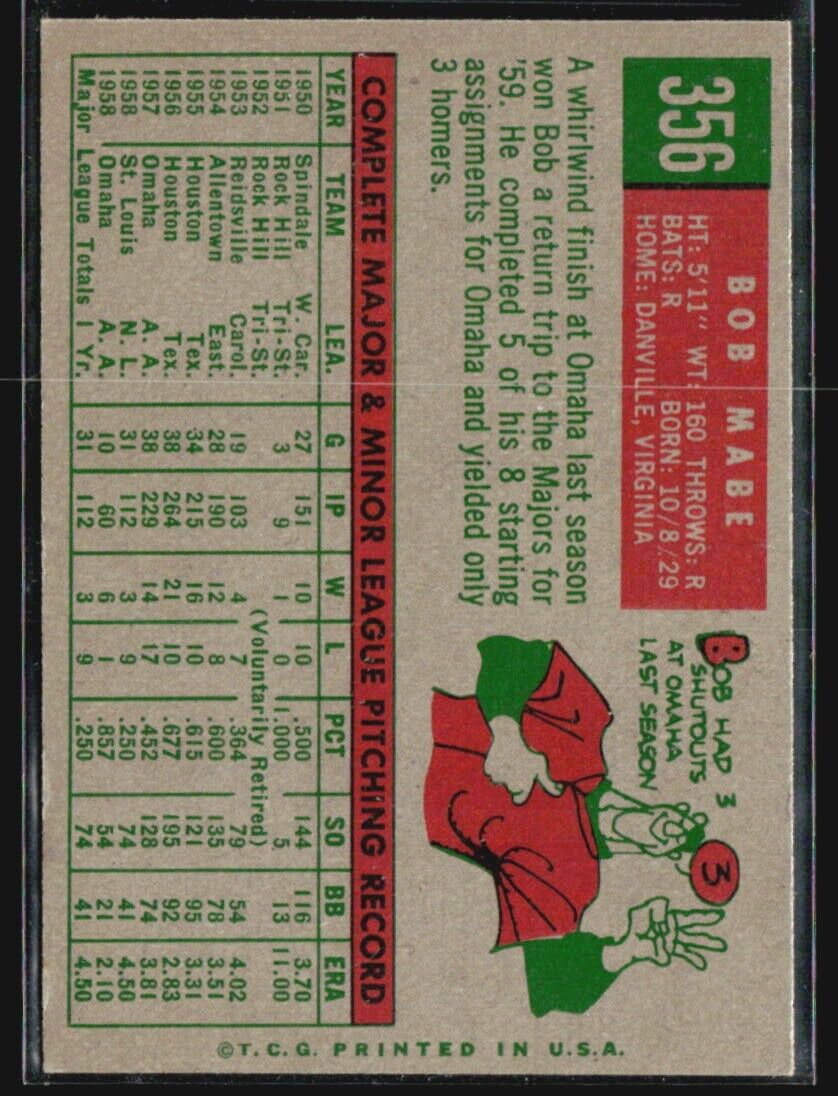 356
BOB MABE
HT: 5'11" WT: 160 THROWS: R
BATS: R BORN: 10/8/29
HOME: DANVILLE, VIRGINIA
A whirlwind finish at Omaha last season
won Bob a return trip to the Majors for
'59. He completed 5 of his 8 starting
assignments for Omaha and yielded only
3 homers.
BOB HAD 3
SHUTOUTS
AT OMAHA
LAST SEASON
3
COMPLETE MAJOR & MINOR LEAGUE PITCHING RECORD
YEAR TEAM LEA. G IP W L PCT SO BB ERA
1950 Spindale W. Car. 27 151 10 10 .500 144 116 3.70
1951 Rock Hill Tri-St. 3 9 1 0 1.000 5 13 11.00
1952 Rock Hill Tri-St. (Voluntarily Retired)
1953 Reidsville Carol. 19 103 4 7 .364 79 54 4.02
1954 Allentown East. 28 190 12 8 .600 135 78 3.51
1955 Houston Tex. 34 215 16 10 .615 121 95 3.31
1956 Houston Tex. 38 264 21 10 .677 195 92 2.83
1957 Omaha A. A. 38 229 14 17 .452 128 74 3.81
1958 St. Louis N. L. 31 112 3 9 .250 74 41 4.50
1958 Omaha A. A. 10 60 6 1 .857 54 21 2.10
Major League Totals 1 Yr. 31 112 3 9 .250 74 41 4.50
©T.C.G. PRINTED IN U.S.A.